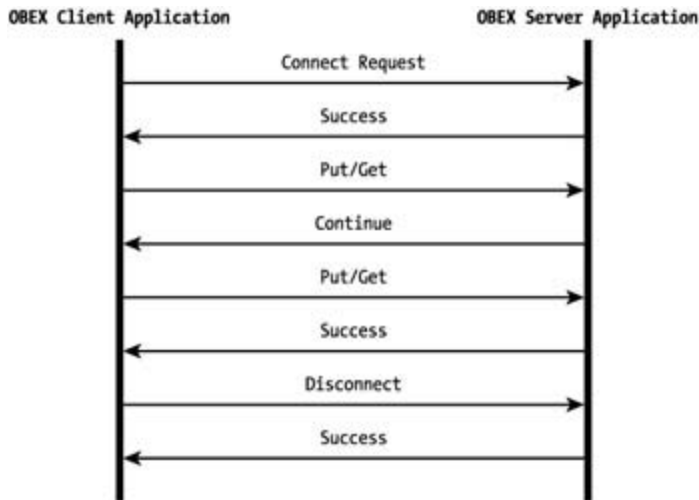 OBEX Client Application
OBEX Server Application
Connect Request
Success
Put/Get
Continue
Put/Get
Success
Disconnect
Success